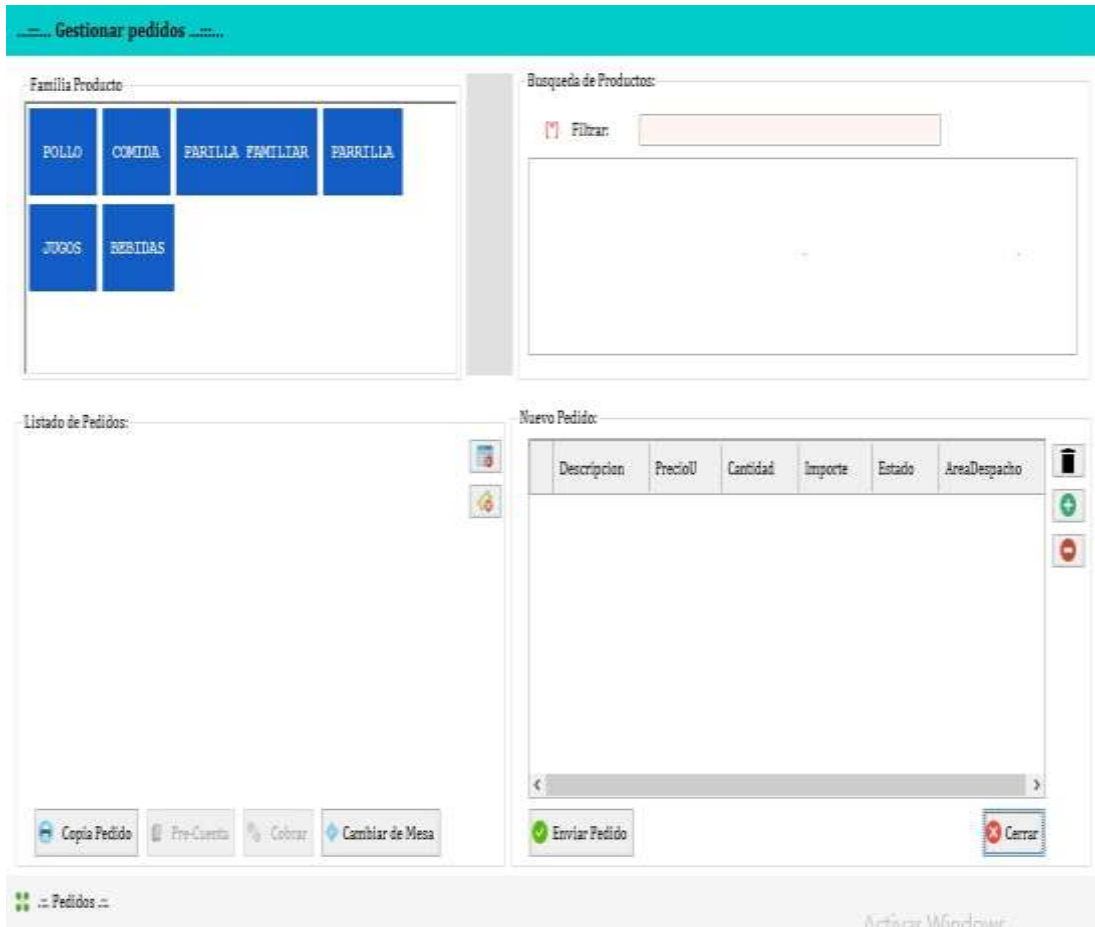 ...:::... Gestionar pedidos ...:::...
Familia Producto
POLLO
COMIDA
PARILLA FAMILIAR
PARRILLA
JUGOS
BEBIDAS
Busqueda de Productos:
[*] Filtrar:
Listado de Pedidos:
Copia Pedido
Pre-Cuenta
Cobrar
Cambiar de Mesa
Nuevo Pedido:
Descripcion PrecioU Cantidad Importe Estado AreaDespacho
Enviar Pedido
Cerrar
.:: Pedidos .::
Activar Windows